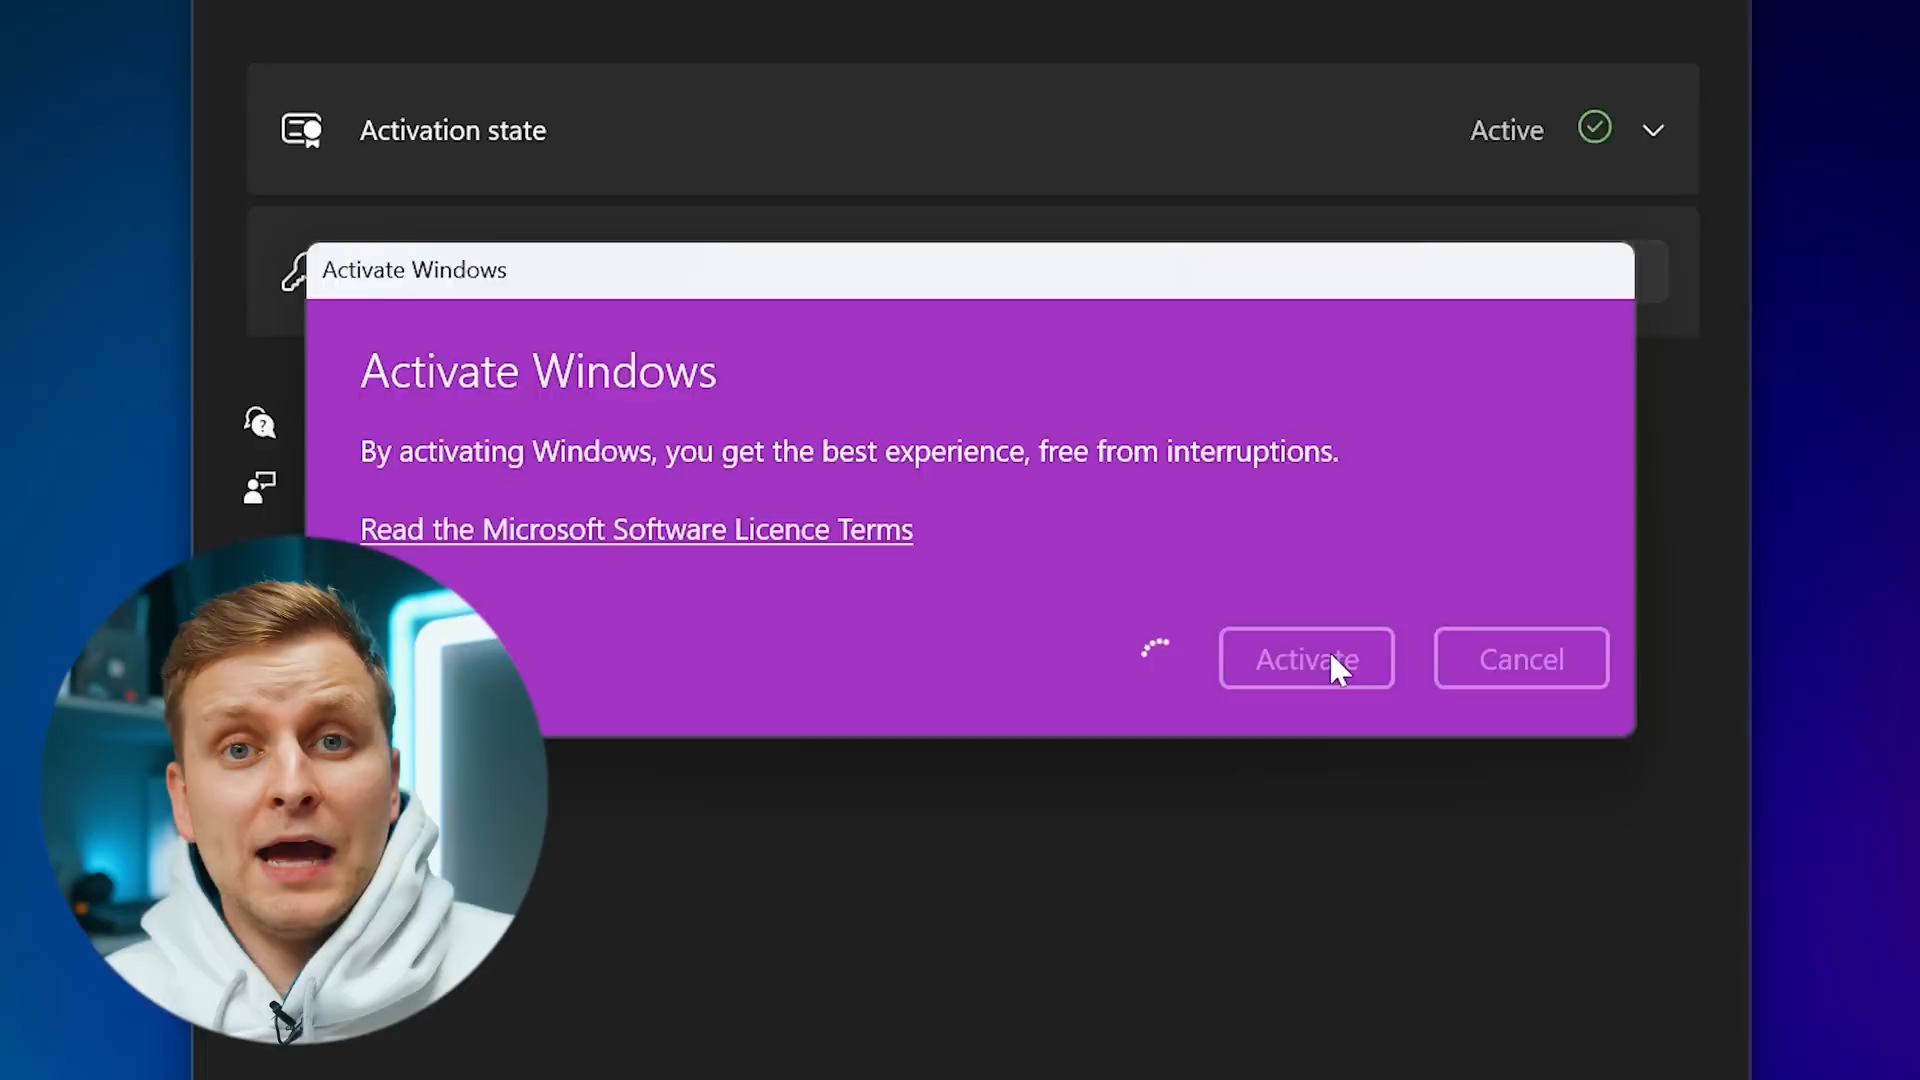 Activation state
Active
Activate Windows
Activate Windows
By activating Windows, you get the best experience, free from interruptions.
Read the Microsoft Software Licence Terms
Activate
Cancel